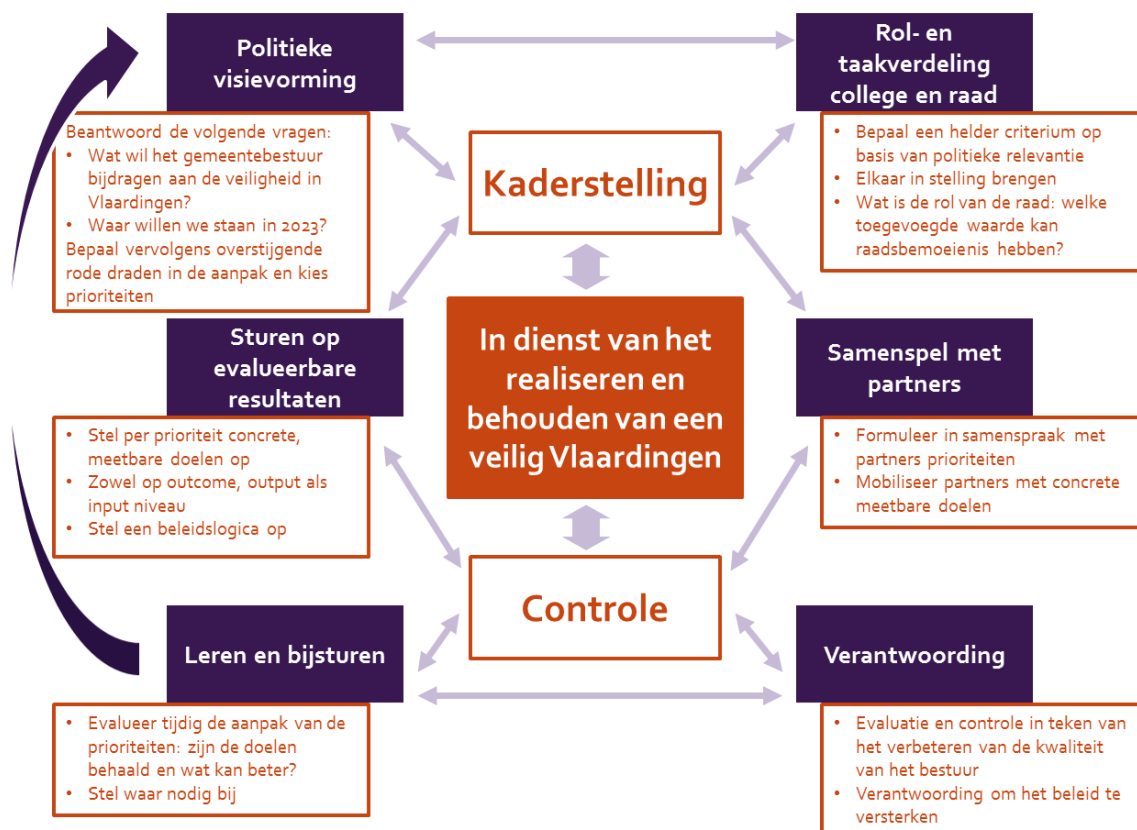 Politieke
visievorming
Beantwoord de volgende vragen:
• Wat wil het gemeentebestuur
bijdragen aan de veiligheid in
Vlaardingen?
• Waar willen we staan in 2023?
Bepaal vervolgens overstijgende
rode draden in de aanpak en kies
prioriteiten
Rol- en
taakverdeling
college en raad
• Bepaal een helder criterium op
basis van politieke relevantie
• Elkaar in stelling brengen
• Wat is de rol van de raad: welke
toegevoegde waarde kan
raadsbemoeienis hebben?
Kaderstelling
Sturen op
evalueerbare
resultaten
• Stel per prioriteit concrete,
meetbare doelen op
• Zowel op outcome, output als
input niveau
• Stel een beleidslogica op
In dienst van het
realiseren en
behouden van een
veilig Vlaardingen
Samenspel met
partners
• Formuleer in samenspraak met
partners prioriteiten
• Mobiliseer partners met concrete
meetbare doelen
Controle
Leren en bijsturen
• Evalueer tijdig de aanpak van de
prioriteiten: zijn de doelen
behaald en wat kan beter?
• Stel waar nodig bij
Verantwoording
• Evaluatie en controle in teken van
het verbeteren van de kwaliteit
van het bestuur
• Verantwoording om het beleid te
versterken